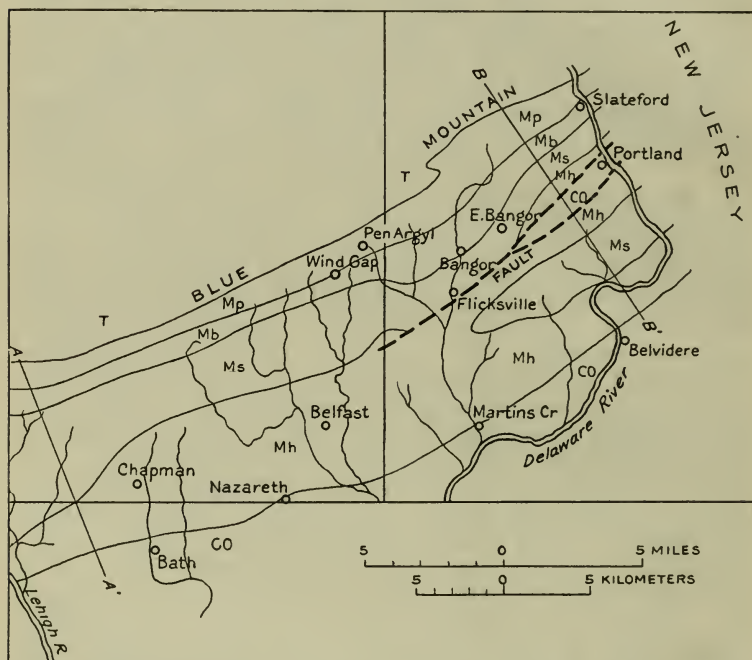 NEW JERSEY
B
Slateford
MOUNTAIN
Mp
Mb
Ms
Portland
Mh
CO
T
E. Bangor
Mh
Pen Argyl
Ms
BLUE
Wind Gap
Bangor
FAULT
Mp
Flicksville
T
B'
Mb
Belvidere
A
Ms
Mh
CO
Belfast
Martins Cr
Delaware River
Mh
Chapman
Nazareth
CO
Bath
5 0 5 MILES
5 0 5 KILOMETERS
A'
Lehigh R